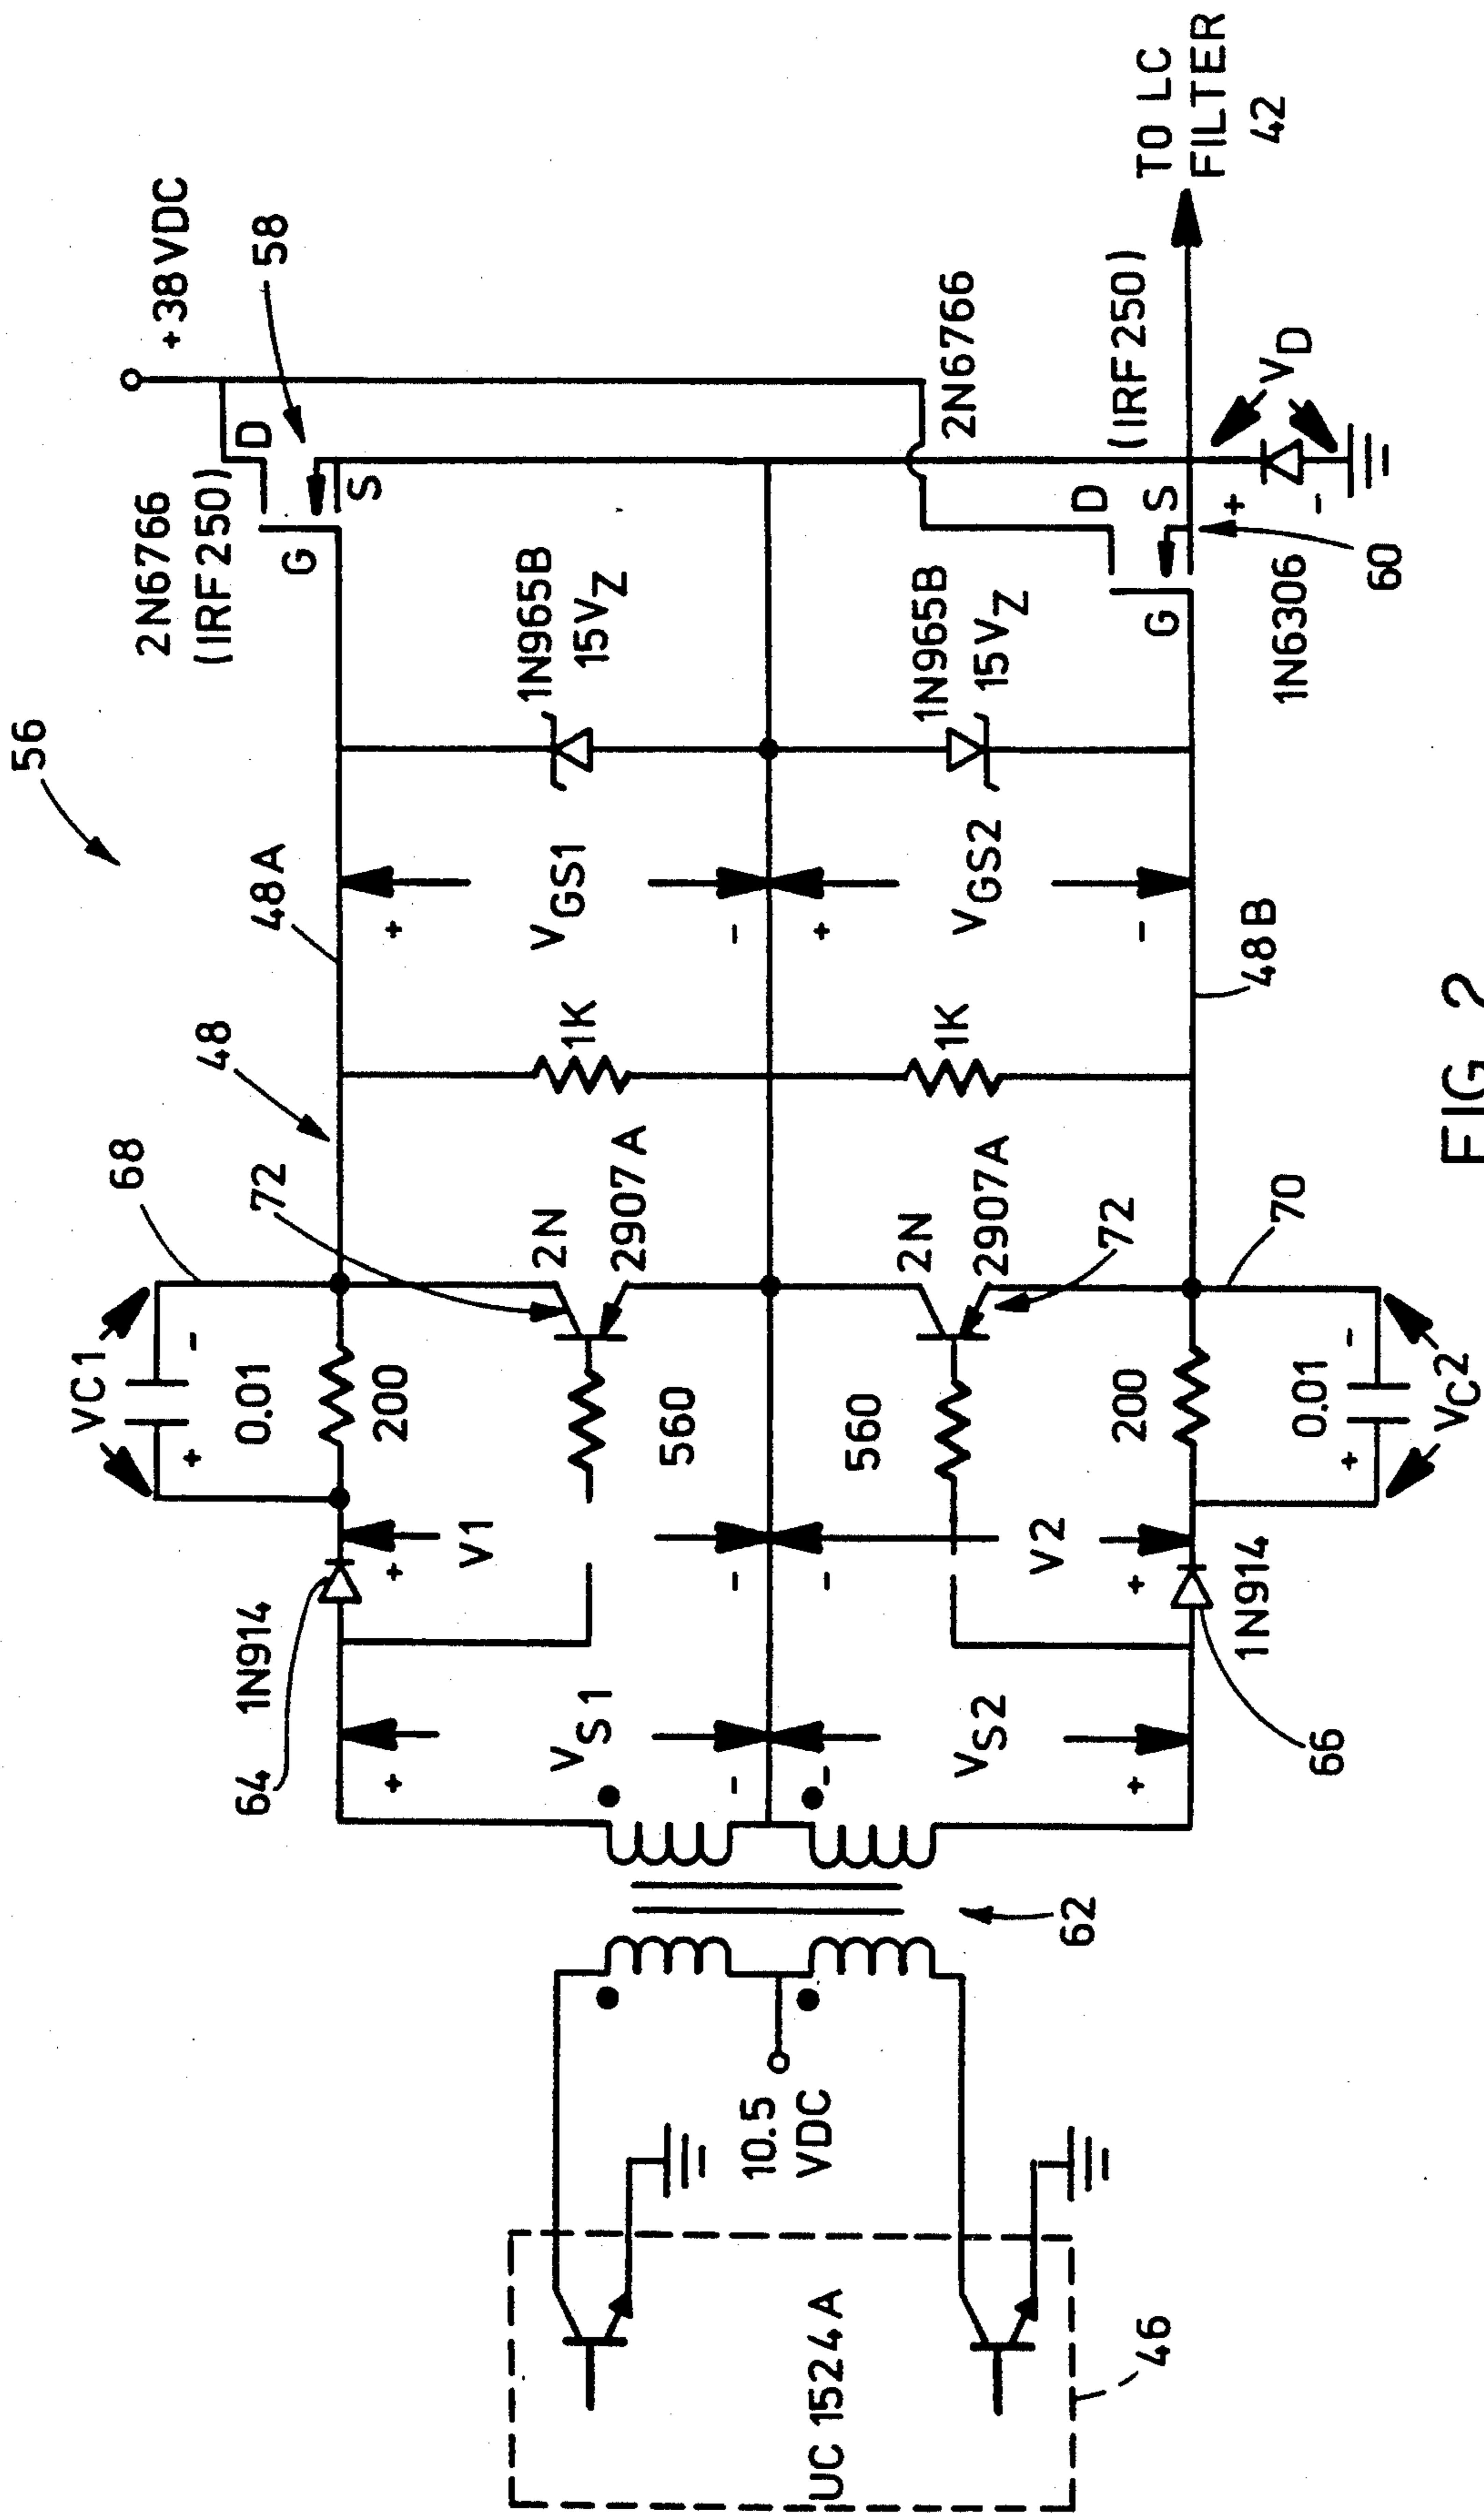 56
+38VDC
2N6766
(IRF250)
58
D
S
G
48A
48
68
72
VC1
+
-
0.01
200
1N914
64
+
V1
-
+
VS1
-
2N
2907A
560
1K
+
VGS1
-
1N965B
15VZ
UC1524A
46
10.5
VDC
62
-
VS2
+
-
V2
+
560
2N
2907A
72
1K
+
VGS2
-
1N965B
15VZ
2N6766
(IRF250)
D
S
G
TO LC
FILTER
42
66
1N914
200
0.01
+
-
VC2
70
48B
1N6306
60
+
-
VD
FIG. 2